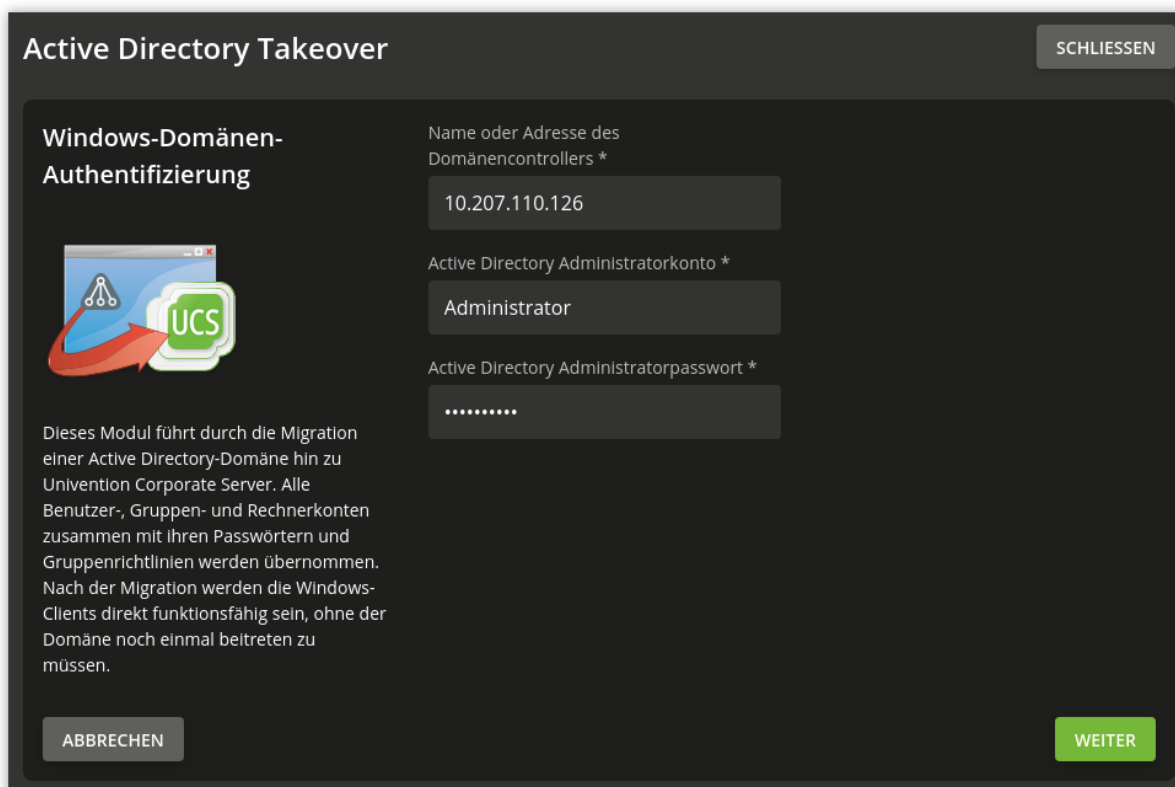 Active Directory Takeover
SCHLIESSEN
Windows-Domänen-
Authentifizierung
UCS
Dieses Modul führt durch die Migration
einer Active Directory-Domäne hin zu
Univention Corporate Server. Alle
Benutzer-, Gruppen- und Rechnerkonten
zusammen mit ihren Passwörtern und
Gruppenrichtlinien werden übernommen.
Nach der Migration werden die Windows-
Clients direkt funktionsfähig sein, ohne der
Domäne noch einmal beitreten zu
müssen.
Name oder Adresse des
Domänencontrollers *
10.207.110.126
Active Directory Administratorkonto *
Administrator
Active Directory Administratorpasswort *
••••••••••
ABBRECHEN
WEITER